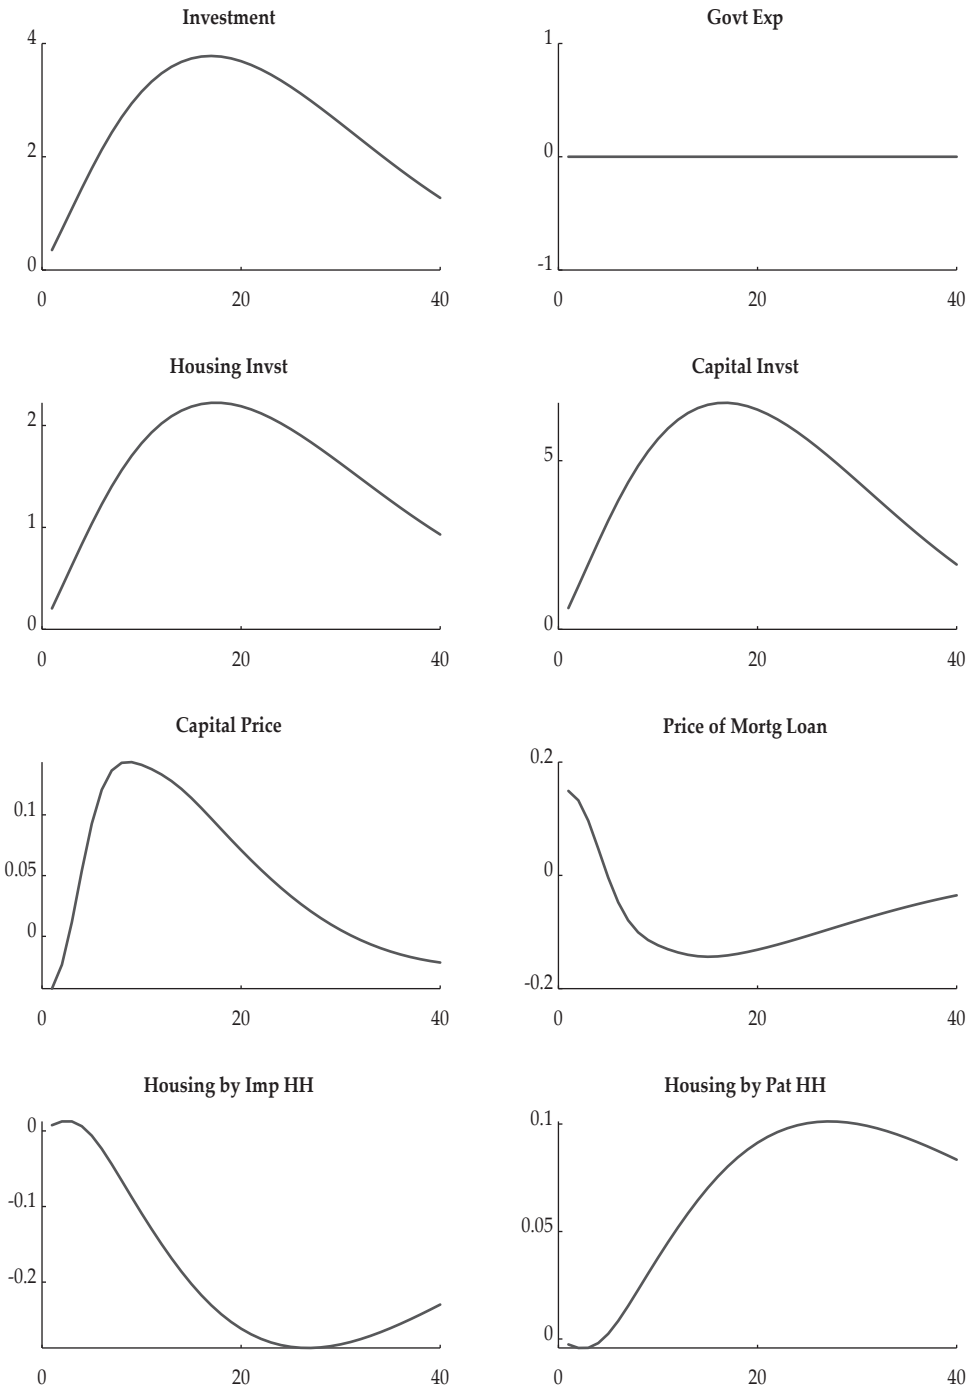 Investment
4
2
0
0 20 40
Govt Exp
1
0
-1
0 20 40
Housing Invst
2
1
0
0 20 40
Capital Invst
5
0
0 20 40
Capital Price
0.1
0.05
0
0 20 40
Price of Mortg Loan
0.2
0
-0.2
0 20 40
Housing by Imp HH
0
-0.1
-0.2
0 20 40
Housing by Pat HH
0.1
0.05
0
0 20 40